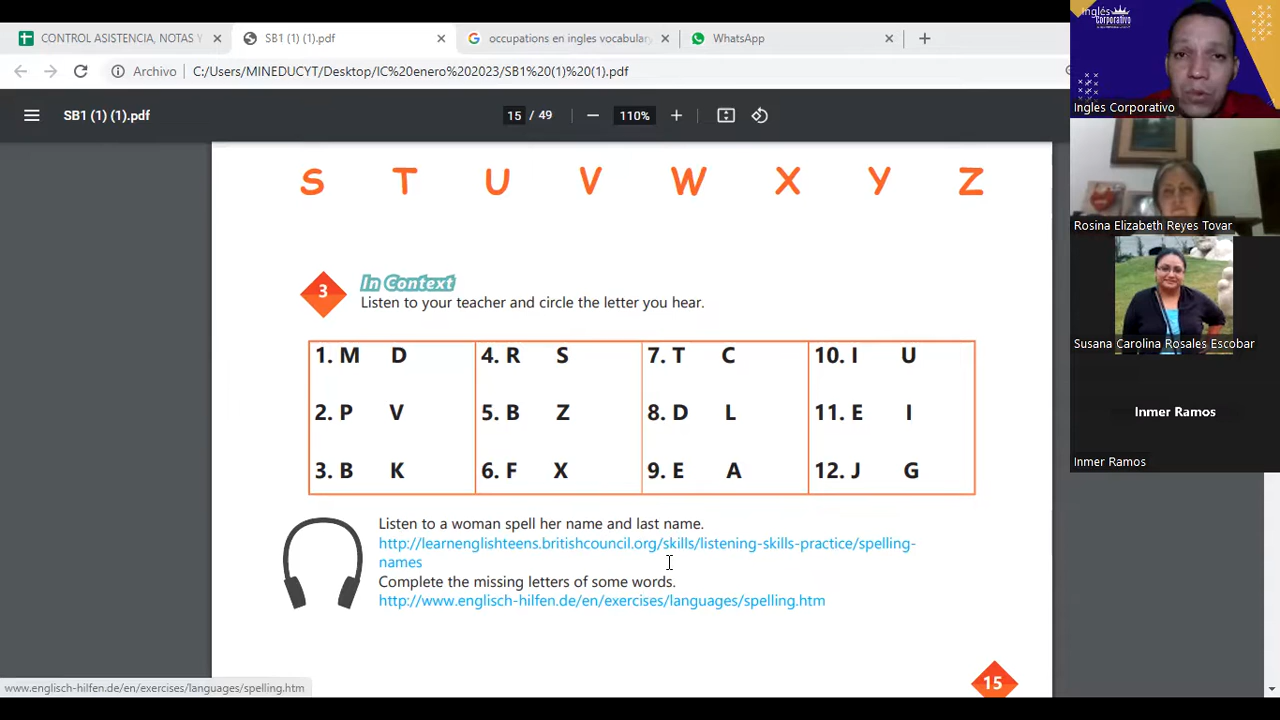 CONTROL ASISTENCIA, NOTAS Y
SB1 (1) (1).pdf
occupations en ingles vocabulary
WhatsApp
Archivo
C:/Users/MINEDUCYT/Desktop/IC%20enero%202023/SB1%20(1)%20(1).pdf
SB1 (1) (1).pdf
15 / 49
110%
S T U V W X Y Z
3
In Context
Listen to your teacher and circle the letter you hear.
1. M D 4. R S 7. T C 10. I U
2. P V 5. B Z 8. D L 11. E I
3. B K 6. F X 9. E A 12. J G
Listen to a woman spell her name and last name.
http://learnenglishteens.britishcouncil.org/skills/listening-skills-practice/spelling-
names
Complete the missing letters of some words.
http://www.englisch-hilfen.de/en/exercises/languages/spelling.htm
15
www.englisch-hilfen.de/en/exercises/languages/spelling.htm
Inglés
Corporativo
Ingles Corporativo
Rosina Elizabeth Reyes Tovar
Susana Carolina Rosales Escobar
Inmer Ramos
Inmer Ramos